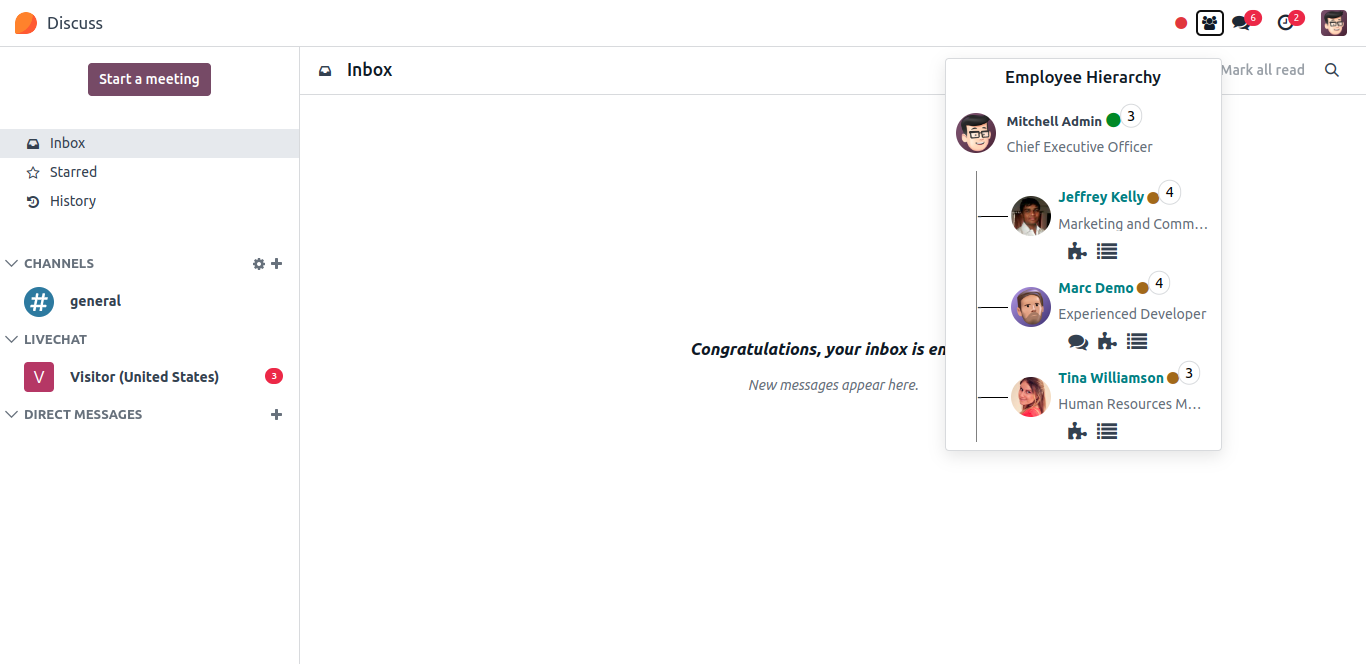 Discuss
6
2
Start a meeting
Inbox
Mark all read
Inbox
Starred
History
CHANNELS
general
LIVECHAT
V Visitor (United States) 3
DIRECT MESSAGES
Congratulations, your inbox is
New messages appear here.
Employee Hierarchy
Mitchell Admin 3
Chief Executive Officer
Jeffrey Kelly 4
Marketing and Comm...
Marc Demo 4
Experienced Developer
Tina Williamson 3
Human Resources M...